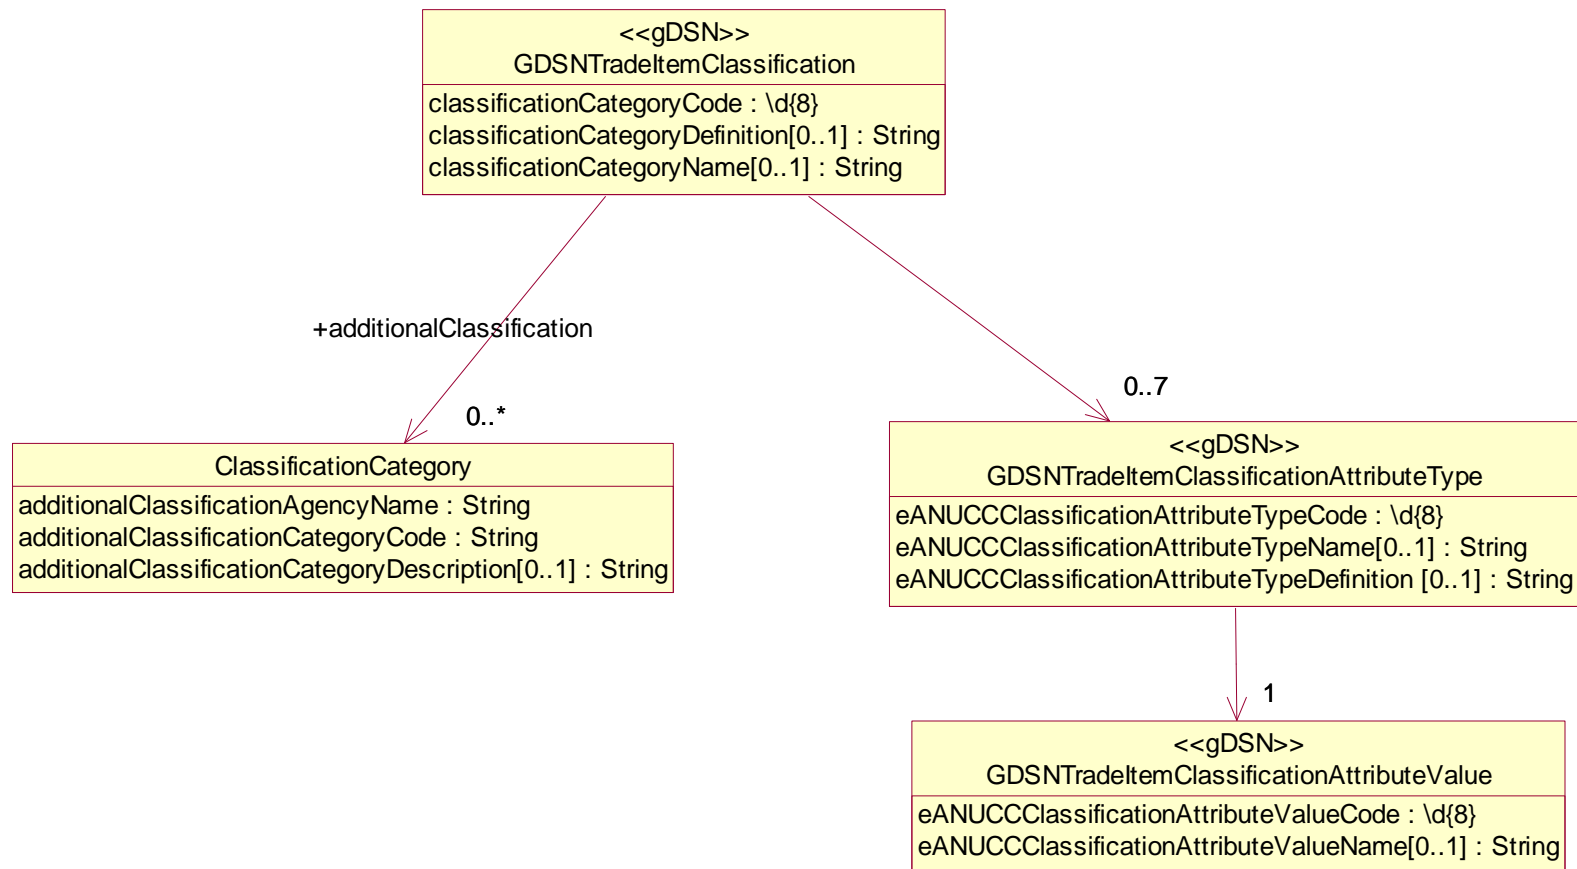 <<gDSN>>
GDSNTradeItemClassification
classificationCategoryCode : \d{8}
classificationCategoryDefinition[0..1] : String
classificationCategoryName[0..1] : String
+additionalClassification
0..*
0..7
ClassificationCategory
additionalClassificationAgencyName : String
additionalClassificationCategoryCode : String
additionalClassificationCategoryDescription[0..1] : String
<<gDSN>>
GDSNTradeItemClassificationAttributeType
eANUCCClassificationAttributeTypeCode : \d{8}
eANUCCClassificationAttributeTypeName[0..1] : String
eANUCCClassificationAttributeTypeDefinition [0..1] : String
1
<<gDSN>>
GDSNTradeItemClassificationAttributeValue
eANUCCClassificationAttributeValueCode : \d{8}
eANUCCClassificationAttributeValueName[0..1] : String